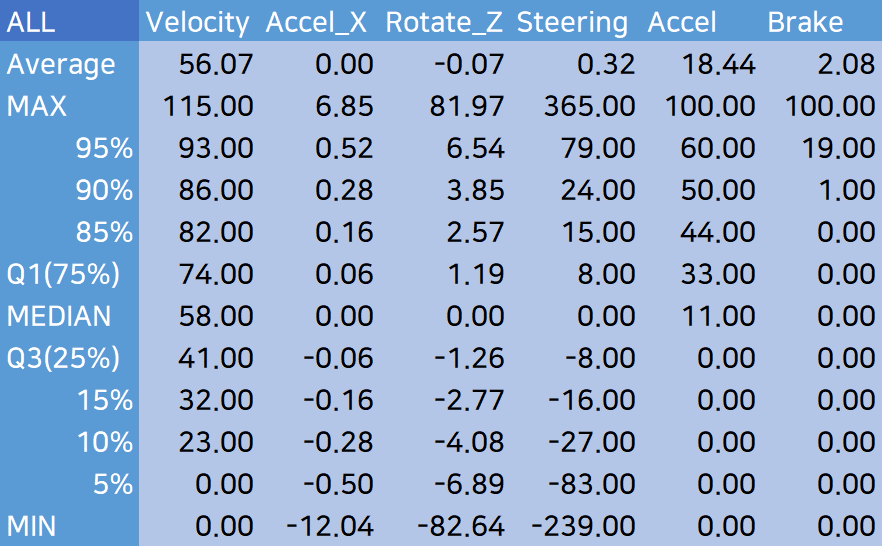 ALL Velocity Accel_X Rotate_Z Steering Accel Brake
Average 56.07 0.00 -0.07 0.32 18.44 2.08
MAX 115.00 6.85 81.97 365.00 100.00 100.00
95% 93.00 0.52 6.54 79.00 60.00 19.00
90% 86.00 0.28 3.85 24.00 50.00 1.00
85% 82.00 0.16 2.57 15.00 44.00 0.00
Q1(75%) 74.00 0.06 1.19 8.00 33.00 0.00
MEDIAN 58.00 0.00 0.00 0.00 11.00 0.00
Q3(25%) 41.00 -0.06 -1.26 -8.00 0.00 0.00
15% 32.00 -0.16 -2.77 -16.00 0.00 0.00
10% 23.00 -0.28 -4.08 -27.00 0.00 0.00
5% 0.00 -0.50 -6.89 -83.00 0.00 0.00
MIN 0.00 -12.04 -82.64 -239.00 0.00 0.00